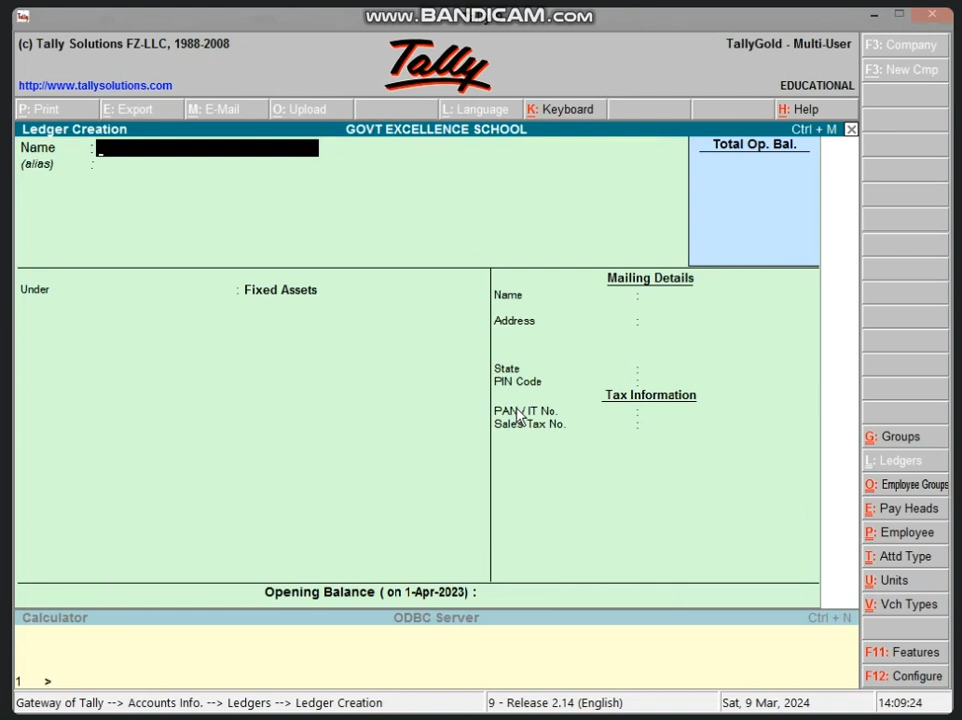 www.BANDICAM.com
(c) Tally Solutions FZ-LLC, 1988-2008
Tally
TallyGold - Multi-User
http://www.tallysolutions.com
EDUCATIONAL
P: Print
E: Export
M: E-Mail
O: Upload
L: Language
K: Keyboard
H: Help
F3: Company
F3: New Cmp
Ledger Creation
GOVT EXCELLENCE SCHOOL
Ctrl + M
Name :
(alias) :
Total Op. Bal.
Under : Fixed Assets
Mailing Details
Name :
Address :
State :
PIN Code :
Tax Information
PAN / IT No. :
Sales Tax No. :
Opening Balance ( on 1-Apr-2023) :
G: Groups
L: Ledgers
O: Employee Groups
E: Pay Heads
P: Employee
T: Attd Type
U: Units
V: Vch Types
F11: Features
F12: Configure
Calculator
ODBC Server
Ctrl + N
1 >
Gateway of Tally --> Accounts Info. --> Ledgers --> Ledger Creation
9 - Release 2.14 (English)
Sat, 9 Mar, 2024
14:09:24